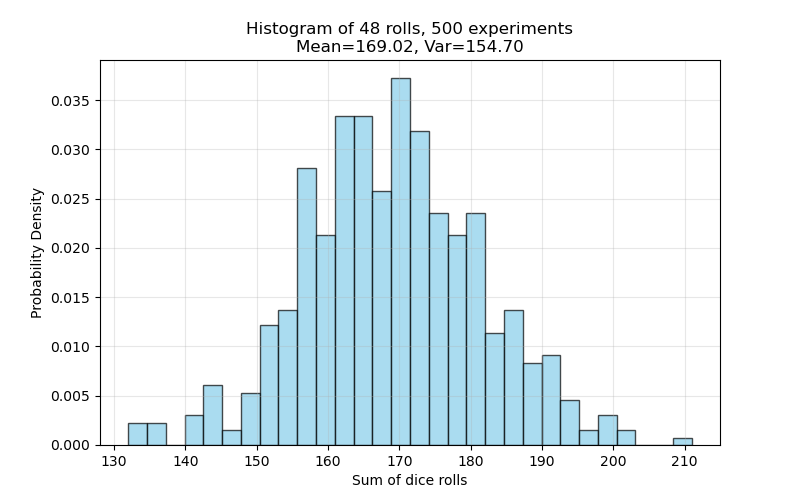 Histogram of 48 rolls, 500 experiments
Mean=169.02, Var=154.70
Probability Density
0.035
0.030
0.025
0.020
0.015
0.010
0.005
0.000
130 140 150 160 170 180 190 200 210
Sum of dice rolls